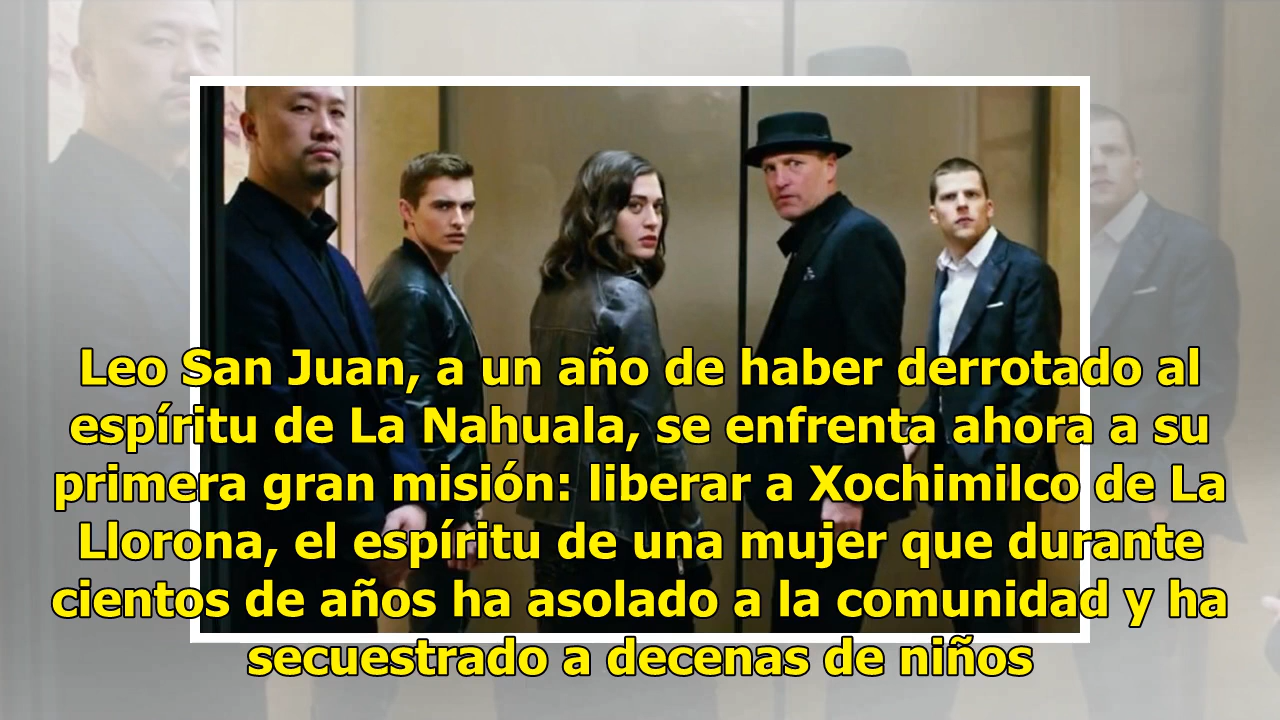 Leo San Juan, a un año de haber derrotado al
espíritu de La Nahuala, se enfrenta ahora a su
primera gran misión: liberar a Xochimilco de La
Llorona, el espíritu de una mujer que durante
cientos de años ha asolado a la comunidad y ha
secuestrado a decenas de niños